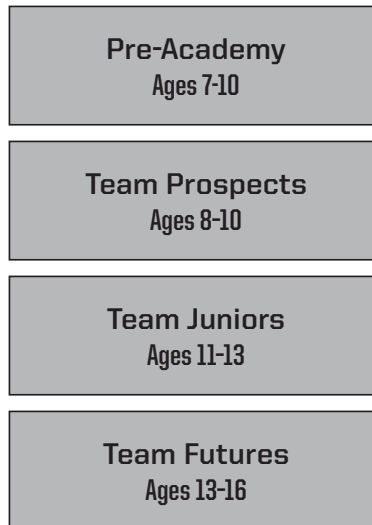 Pre-Academy
Ages 7-10
Team Prospects
Ages 8-10
Team Juniors
Ages 11-13
Team Futures
Ages 13-16